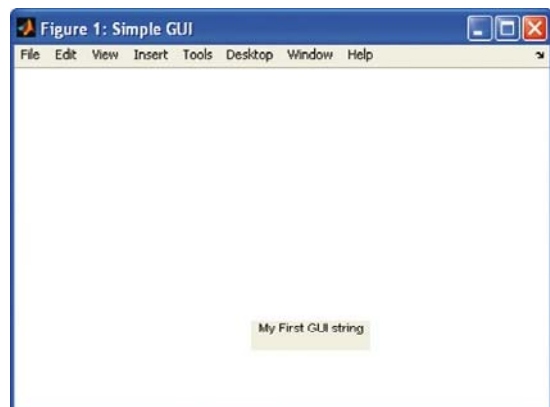 Figure 1: Simple GUI
File Edit View Insert Tools Desktop Window Help
My First GUI string